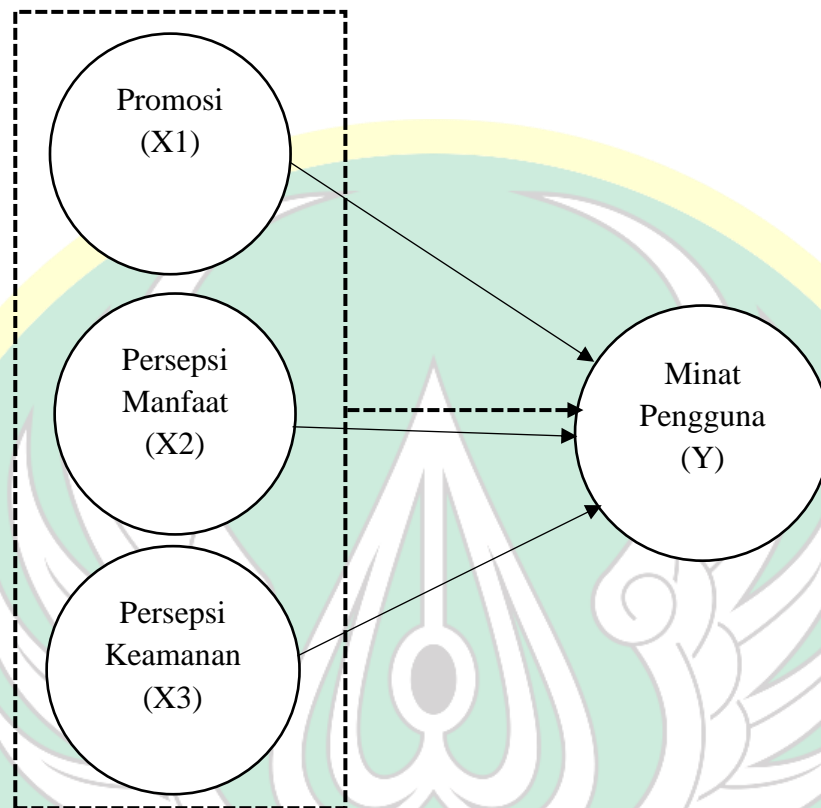 Promosi
(X1)
Persepsi
Manfaat
(X2)
Persepsi
Keamanan
(X3)
Minat
Pengguna
(Y)